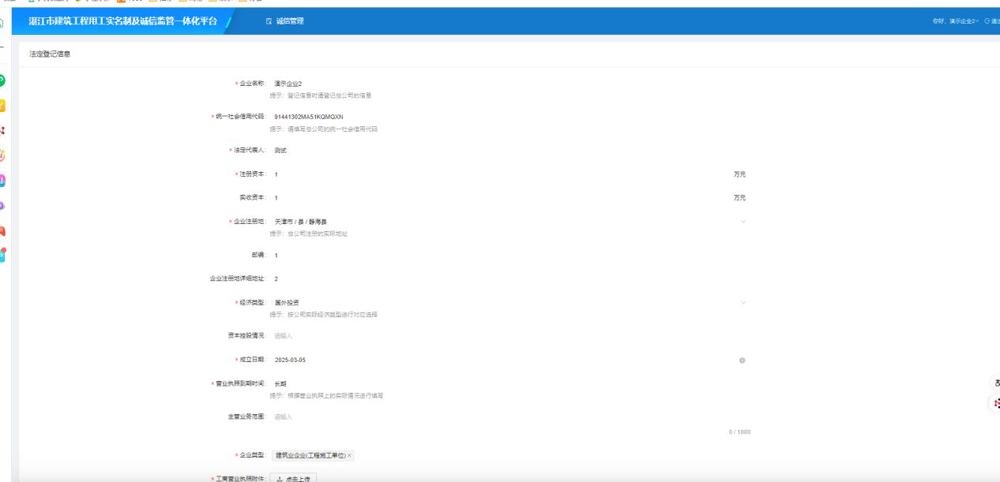 湛江市建筑工程用工实名制及诚信监管一体化平台
诚信管理
你好，演示企业2
法定登记信息
* 企业名称: 演示企业2
提示：登记信息时请登记总公司的信息
* 统一社会信用代码: 91441302MA51KQMQXN
提示：请填写总公司的统一社会信用代码
* 法定代表人: 测试
* 注册资本: 1 万元
实收资本: 1 万元
* 企业注册地: 天津市 / 县 / 静海县
提示：总公司注册的实际地址
邮编: 1
企业注册地详细地址: 2
* 经济类型: 国外投资
提示：按公司实际经济类型进行对应选择
资本控股情况: 请输入
* 成立日期: 2025-03-05
* 营业执照到期时间: 长期
提示：根据营业执照上的实际情况进行填写
主营业务范围: 请输入
0 / 1000
* 企业类型: 建筑业企业(工程施工单位) ×
* 工商营业执照附件: 点击上传